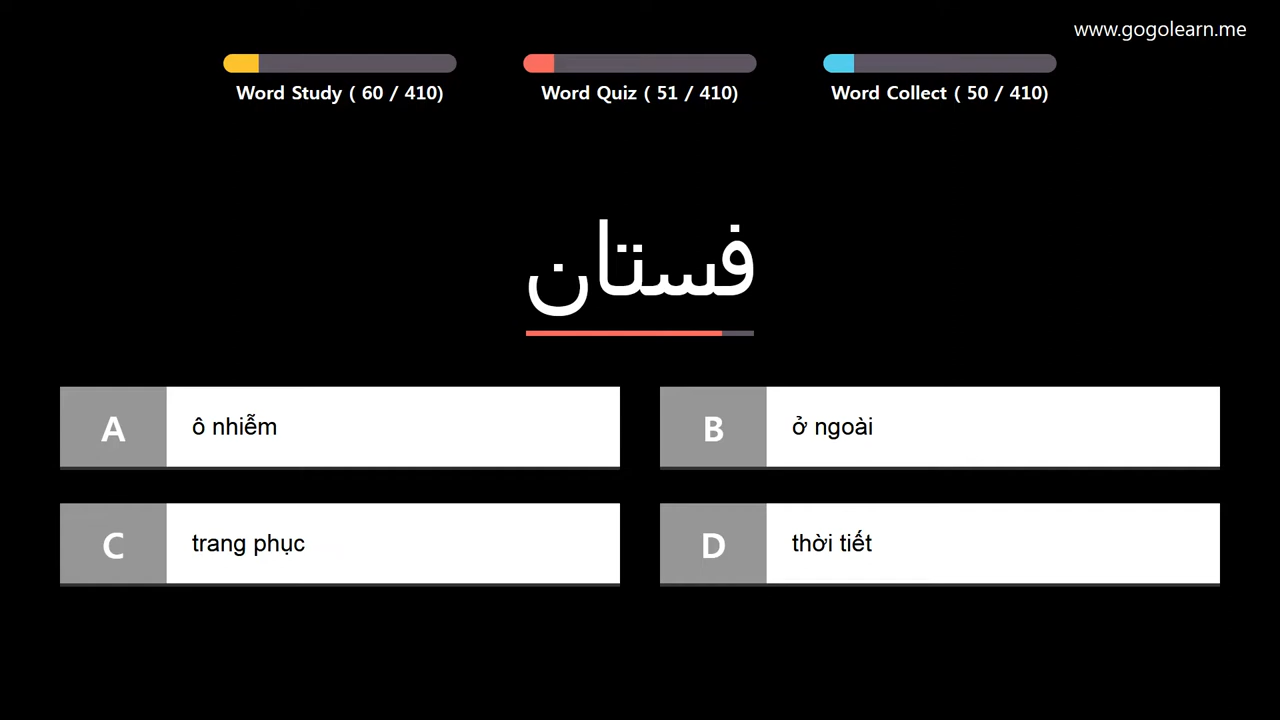 www.gogolearn.me
Word Study ( 60 / 410)
Word Quiz ( 51 / 410)
Word Collect ( 50 / 410)
فستان
A ô nhiễm
B ở ngoài
C trang phục
D thời tiết